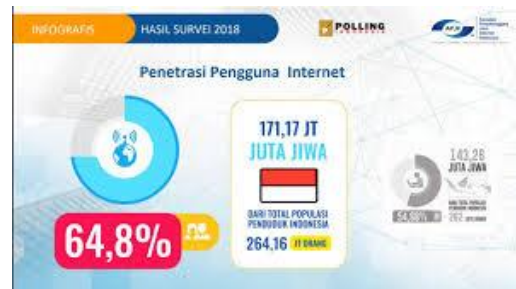 INFOGRAFIS
HASIL SURVEI 2018
POLLING
INDONESIA
Penetrasi Pengguna Internet
171,17 JT
JUTA JIWA
DARI TOTAL POPULASI
PENDUDUK INDONESIA
264,16 JT ORANG
64,8%
143,26
JUTA JIWA
54,68%
262